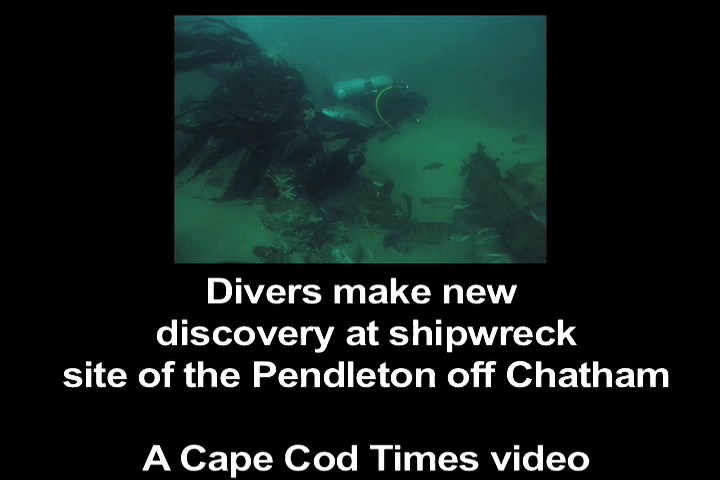 Divers make new
discovery at shipwreck
site of the Pendleton off Chatham
A Cape Cod Times video